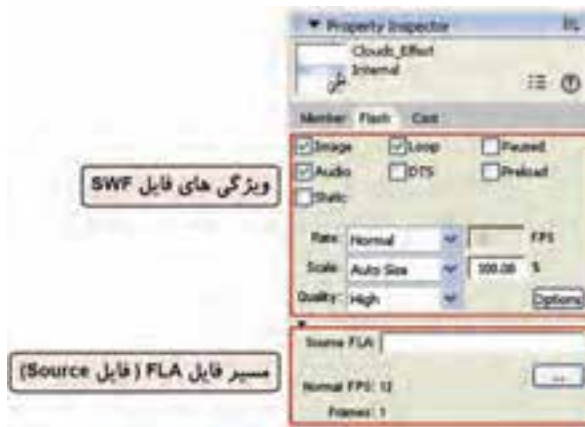 Property Inspector
Clouds_Effect
Internal
Member Flash Cast
Image Loop Paused
Audio DTS Preload
Static
ویژگی های فایل SWF
Rate: Normal FPS
Scale: Auto Size 100.00 %
Quality: High Options
Source FLA:
مسیر فایل FLA (فایل Source)
...
Normal FPS: 12
Frames: 1